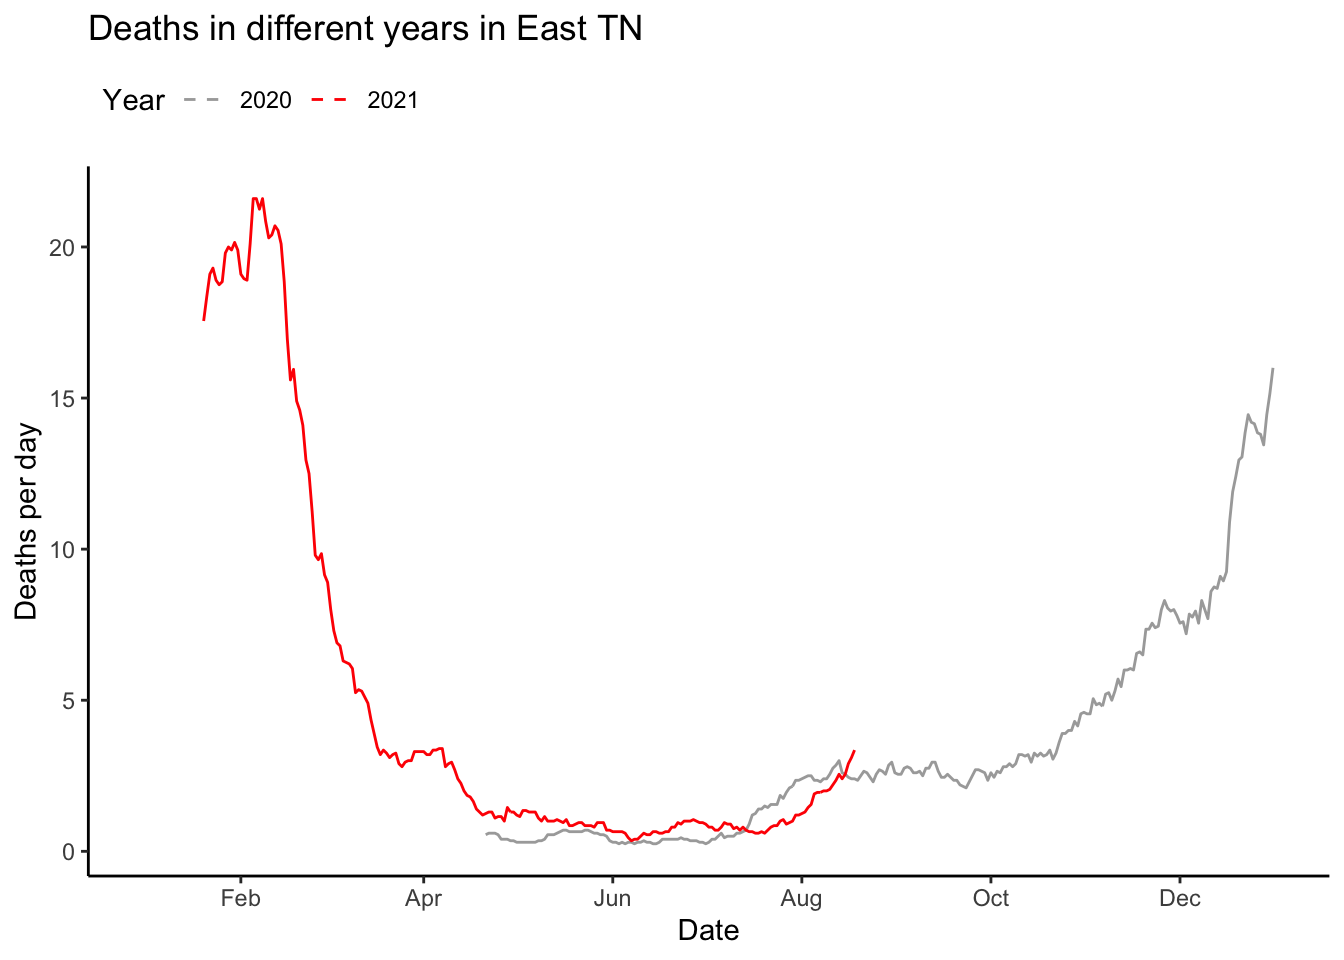 Deaths in different years in East TN
Year 2020 2021
20
15
10
5
0
Deaths per day
Feb Apr Jun Aug Oct Dec
Date